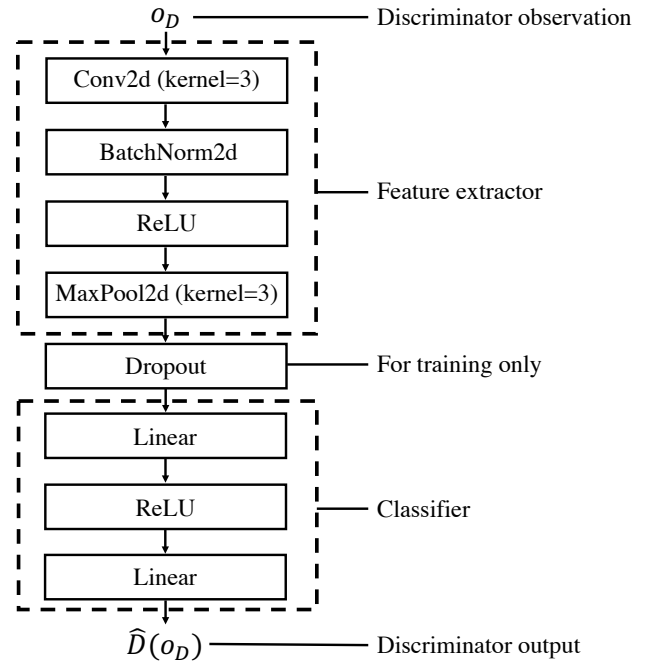 o_D
Discriminator observation
Conv2d (kernel=3)
BatchNorm2d
Feature extractor
ReLU
MaxPool2d (kernel=3)
Dropout
For training only
Linear
ReLU
Classifier
Linear
D̂(o_D)
Discriminator output